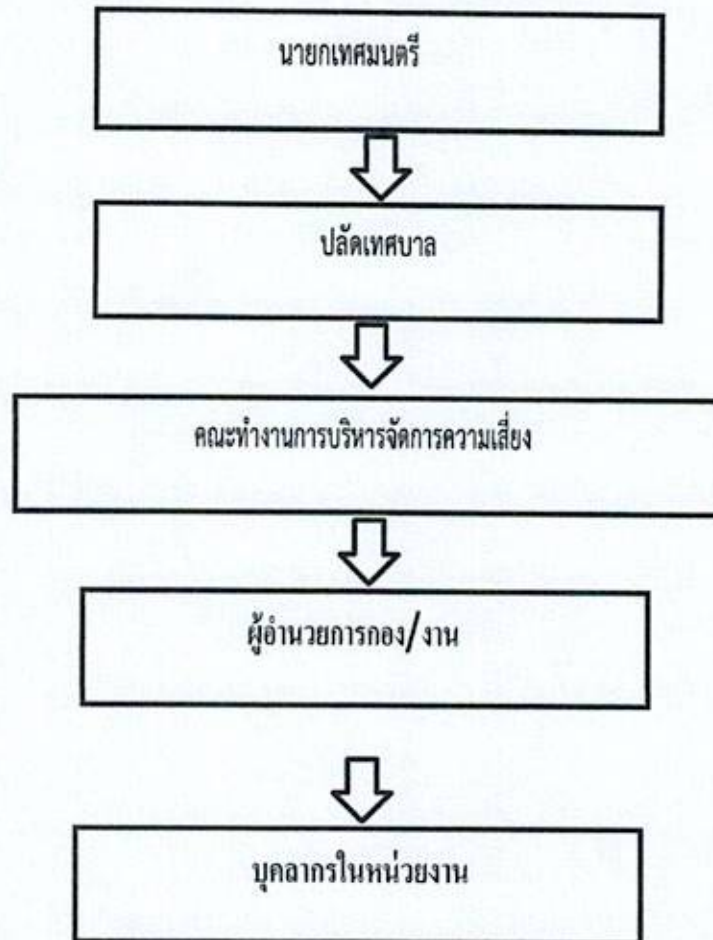 นายกเทศมนตรี
ปลัดเทศบาล
คณะทำงานการบริหารจัดการความเสี่ยง
ผู้อำนวยการกอง/งาน
บุคลากรในหน่วยงาน